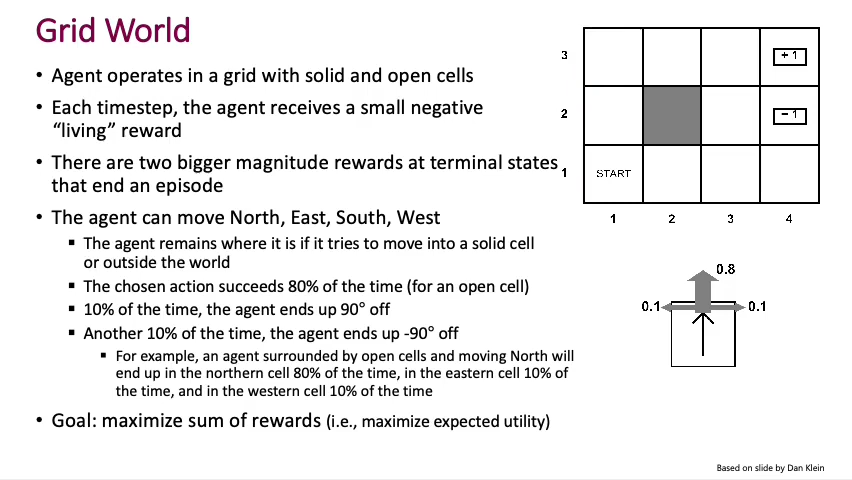 Grid World
• Agent operates in a grid with solid and open cells
• Each timestep, the agent receives a small negative
“living” reward
• There are two bigger magnitude rewards at terminal states
that end an episode
• The agent can move North, East, South, West
▪ The agent remains where it is if it tries to move into a solid cell
or outside the world
▪ The chosen action succeeds 80% of the time (for an open cell)
▪ 10% of the time, the agent ends up 90° off
▪ Another 10% of the time, the agent ends up -90° off
▪ For example, an agent surrounded by open cells and moving North will
end up in the northern cell 80% of the time, in the eastern cell 10% of
the time, and in the western cell 10% of the time
• Goal: maximize sum of rewards (i.e., maximize expected utility)
3
+ 1
2
− 1
1
START
1 2 3 4
0.8
0.1 0.1
Based on slide by Dan Klein